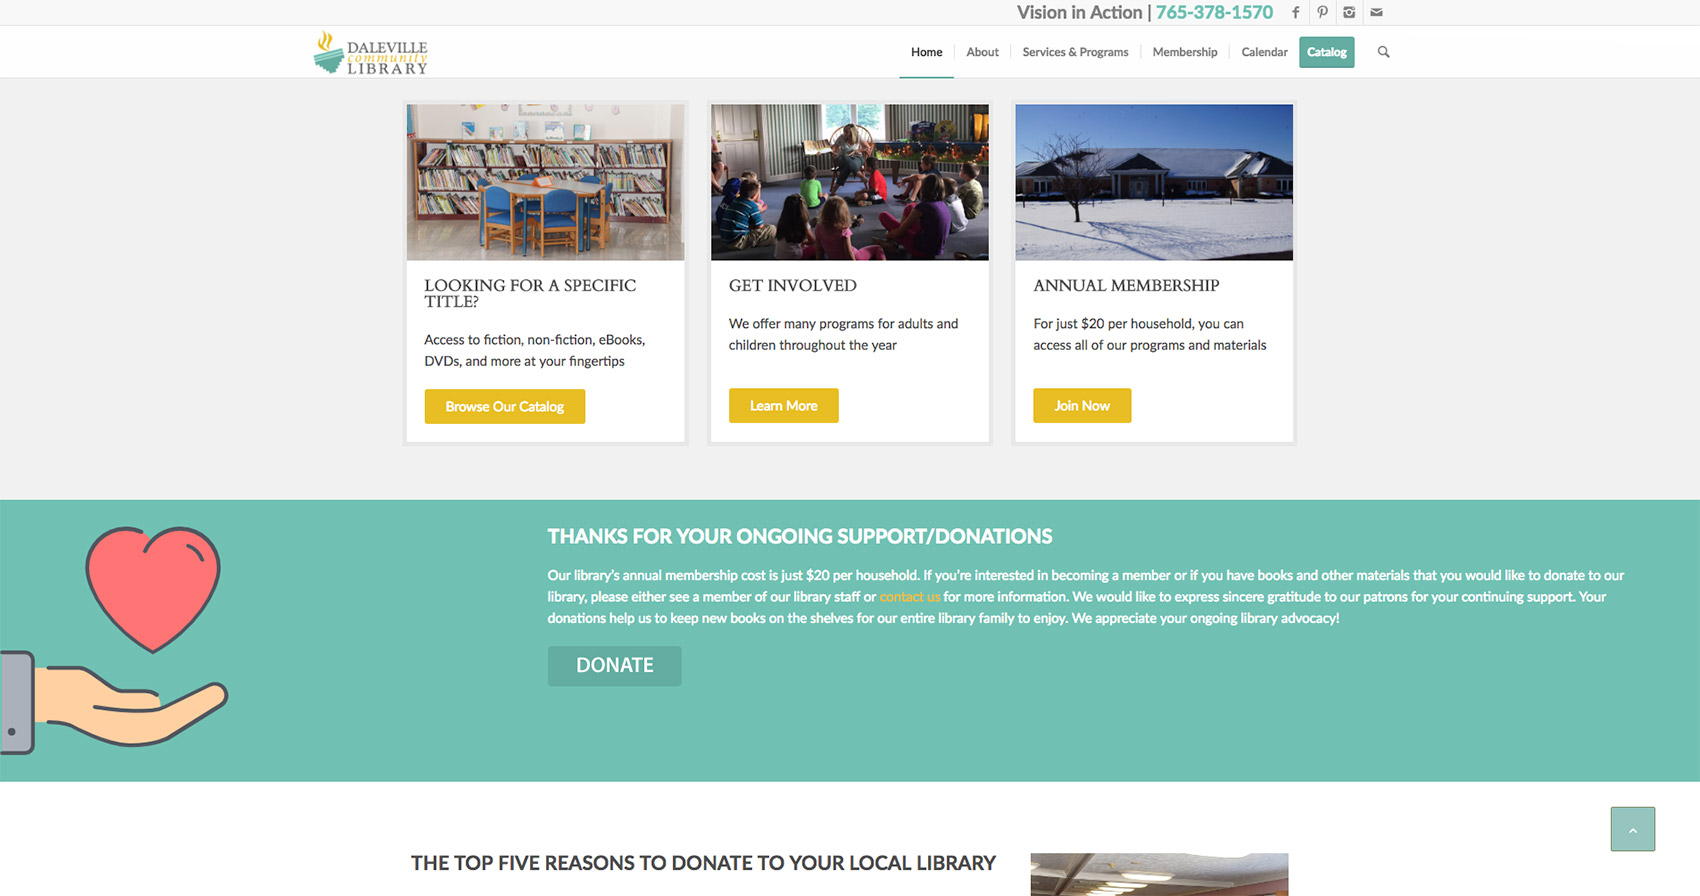 Vision in Action | 765-378-1570
DALEVILLE
community
LIBRARY
Home
About
Services & Programs
Membership
Calendar
Catalog
LOOKING FOR A SPECIFIC
TITLE?
Access to fiction, non-fiction, eBooks,
DVDs, and more at your fingertips
Browse Our Catalog
GET INVOLVED
We offer many programs for adults and
children throughout the year
Learn More
ANNUAL MEMBERSHIP
For just $20 per household, you can
access all of our programs and materials
Join Now
THANKS FOR YOUR ONGOING SUPPORT/DONATIONS
Our library's annual membership cost is just $20 per household. If you're interested in becoming a member or if you have books and other materials that you would like to donate to our
library, please either see a member of our library staff or contact us for more information. We would like to express sincere gratitude to our patrons for your continuing support. Your
donations help us to keep new books on the shelves for our entire library family to enjoy. We appreciate your ongoing library advocacy!
DONATE
THE TOP FIVE REASONS TO DONATE TO YOUR LOCAL LIBRARY